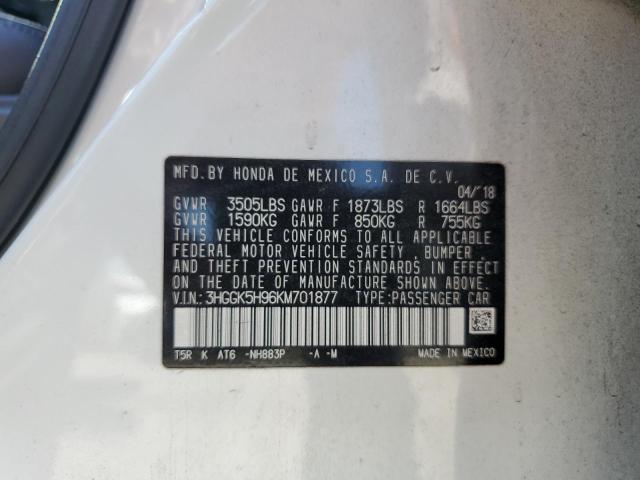 MFD.BY HONDA DE MEXICO S.A. DE C.V.
04/'18
GVWR 3505LBS GAWR F 1873LBS R 1664LBS
GVWR 1590KG GAWR F 850KG R 755KG
THIS VEHICLE CONFORMS TO ALL APPLICABLE
FEDERAL MOTOR VEHICLE SAFETY, BUMPER,
AND THEFT PREVENTION STANDARDS IN EFFECT
ON THE DATE OF MANUFACTURE SHOWN ABOVE.
V.I.N.:3HGGK5H96KM701877 TYPE:PASSENGER CAR
T5R K AT6 -NH883P -A -M MADE IN MEXICO